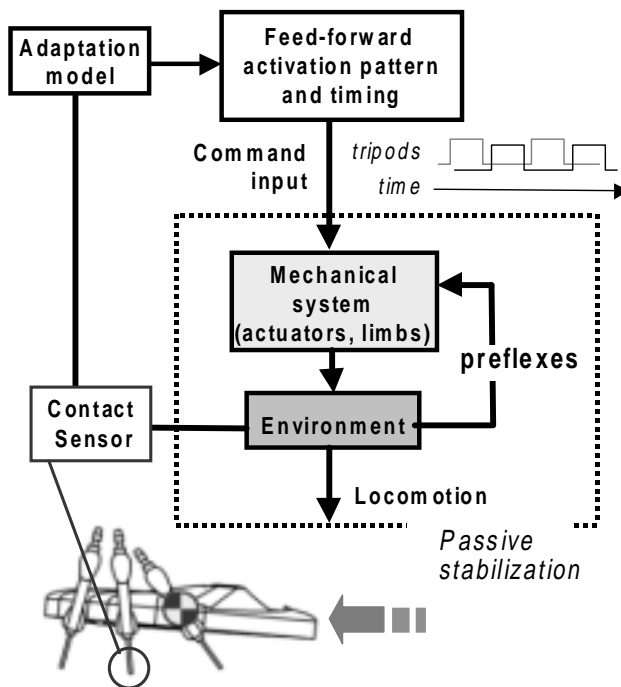 Adaptation
model
Feed-forward
activation pattern
and timing
Command
input
tripods
time
Mechanical
system
(actuators, limbs)
preflexes
Contact
Sensor
Environment
Locomotion
Passive
stabilization